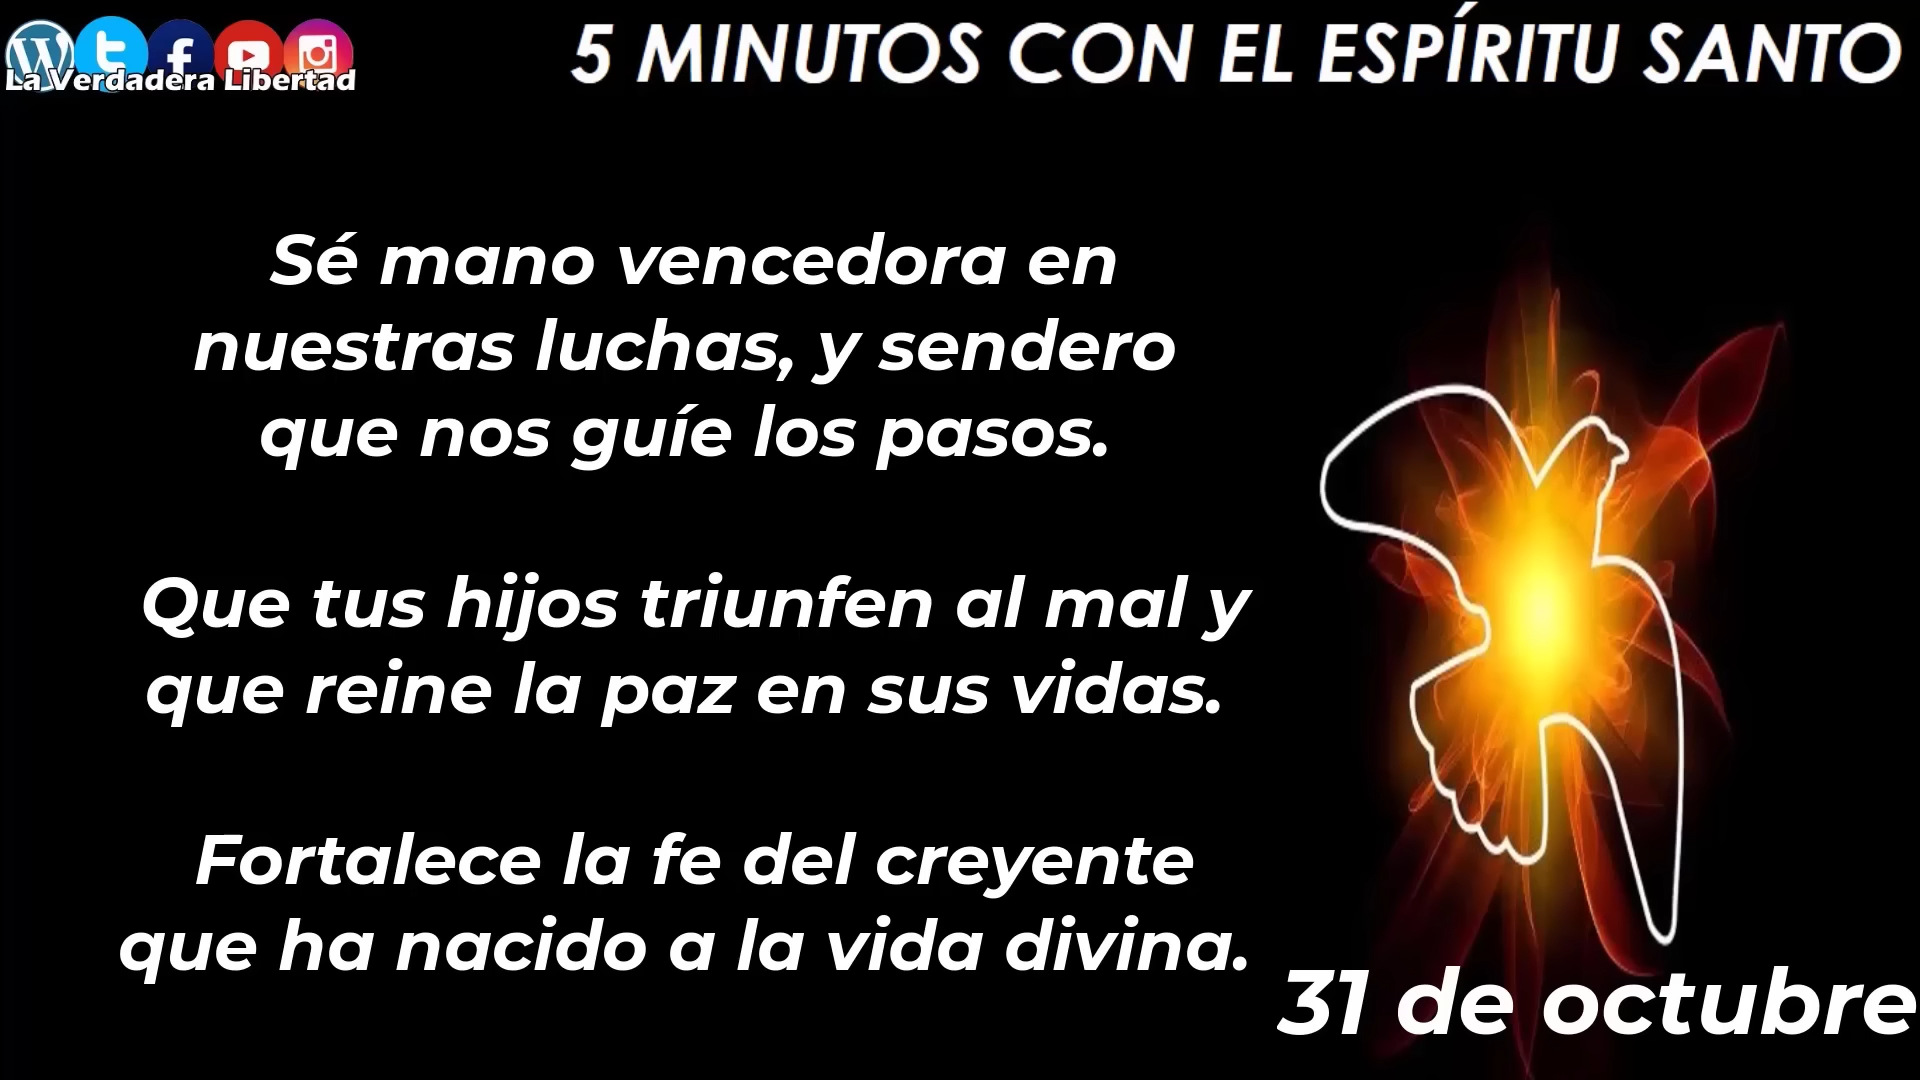 5 MINUTOS CON EL ESPÍRITU SANTO
La Verdadera Libertad
Sé mano vencedora en
nuestras luchas, y sendero
que nos guíe los pasos.
Que tus hijos triunfen al mal y
que reine la paz en sus vidas.
Fortalece la fe del creyente
que ha nacido a la vida divina.
31 de octubre